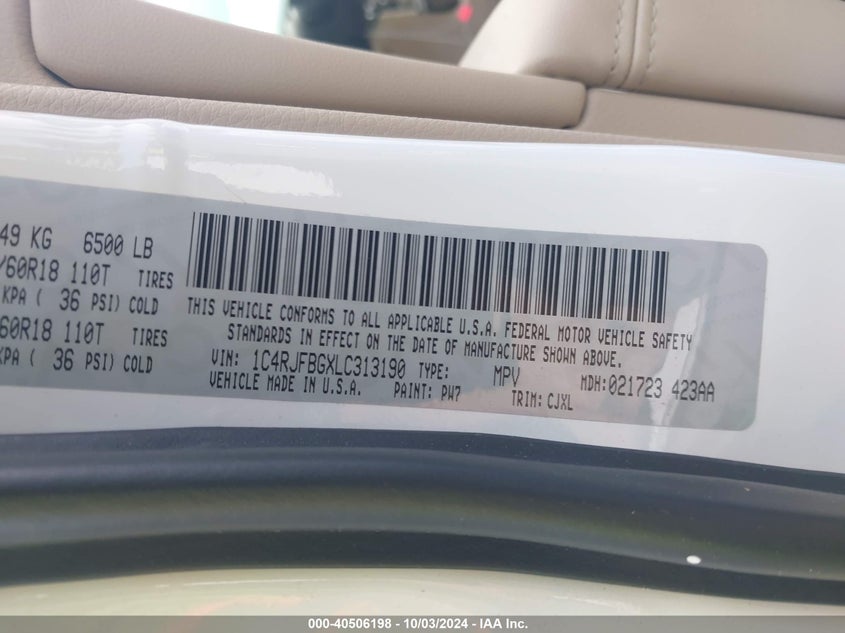 49 KG 6500 LB
/60R18 110T TIRES
KPA ( 36 PSI) COLD
60R18 110T TIRES
KPA ( 36 PSI) COLD
THIS VEHICLE CONFORMS TO ALL APPLICABLE U.S.A. FEDERAL MOTOR VEHICLE SAFETY
STANDARDS IN EFFECT ON THE DATE OF MANUFACTURE SHOWN ABOVE.
VIN: 1C4RJFBGXLC313190 TYPE: MPV MDH:021723 423AA
VEHICLE MADE IN U.S.A. PAINT: PW7 TRIM: CJXL
000-40506198 - 10/03/2024 - IAA Inc.